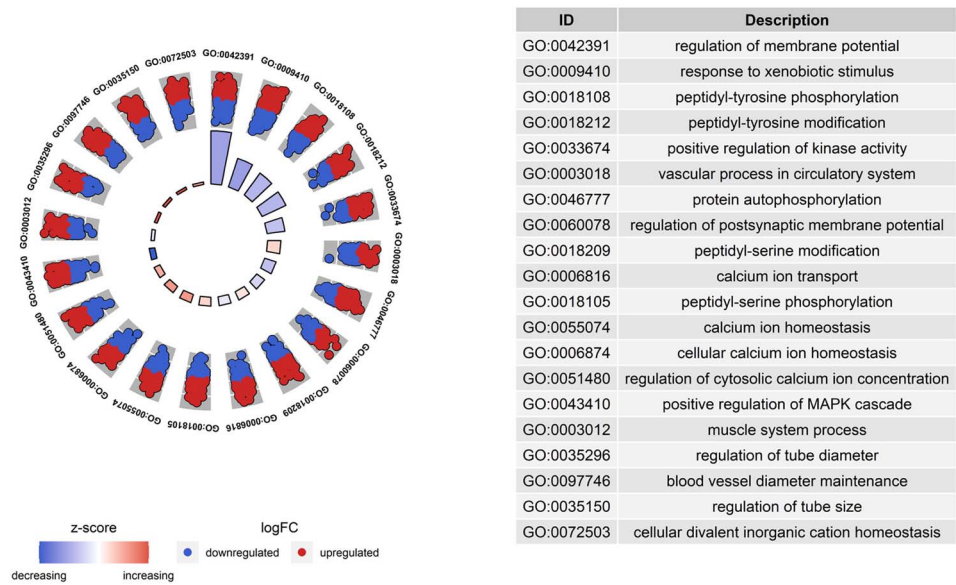 GO:0042391
GO:0009410
GO:0018108
GO:0018212
GO:0033674
GO:0003018
GO:0046777
GO:0060078
GO:0018209
GO:0006816
GO:0018105
GO:0055074
GO:0006874
GO:0051480
GO:0043410
GO:0003012
GO:0035296
GO:0097746
GO:0035150
GO:0072503
z-score
decreasing increasing
logFC
downregulated upregulated
ID Description
GO:0042391 regulation of membrane potential
GO:0009410 response to xenobiotic stimulus
GO:0018108 peptidyl-tyrosine phosphorylation
GO:0018212 peptidyl-tyrosine modification
GO:0033674 positive regulation of kinase activity
GO:0003018 vascular process in circulatory system
GO:0046777 protein autophosphorylation
GO:0060078 regulation of postsynaptic membrane potential
GO:0018209 peptidyl-serine modification
GO:0006816 calcium ion transport
GO:0018105 peptidyl-serine phosphorylation
GO:0055074 calcium ion homeostasis
GO:0006874 cellular calcium ion homeostasis
GO:0051480 regulation of cytosolic calcium ion concentration
GO:0043410 positive regulation of MAPK cascade
GO:0003012 muscle system process
GO:0035296 regulation of tube diameter
GO:0097746 blood vessel diameter maintenance
GO:0035150 regulation of tube size
GO:0072503 cellular divalent inorganic cation homeostasis